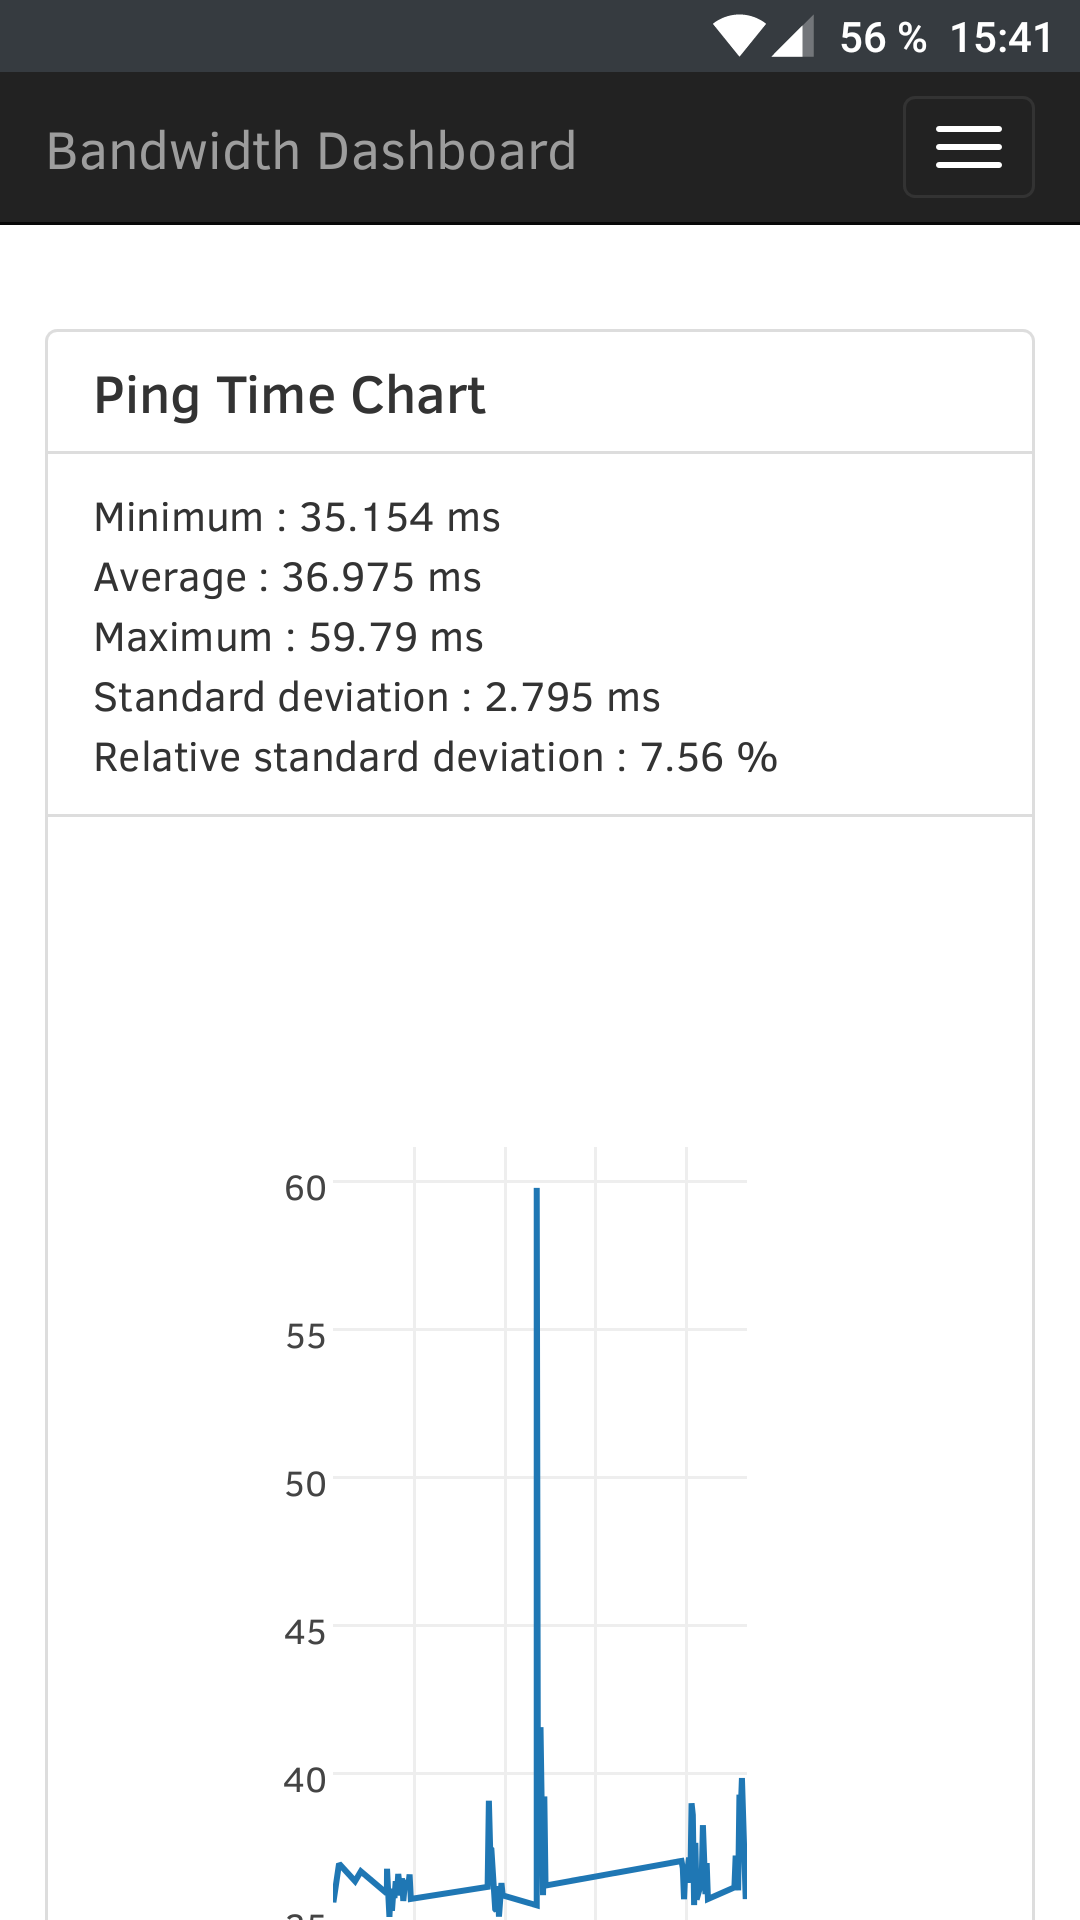 56 % 15:41
Bandwidth Dashboard
Ping Time Chart
Minimum : 35.154 ms
Average : 36.975 ms
Maximum : 59.79 ms
Standard deviation : 2.795 ms
Relative standard deviation : 7.56 %
60
55
50
45
40